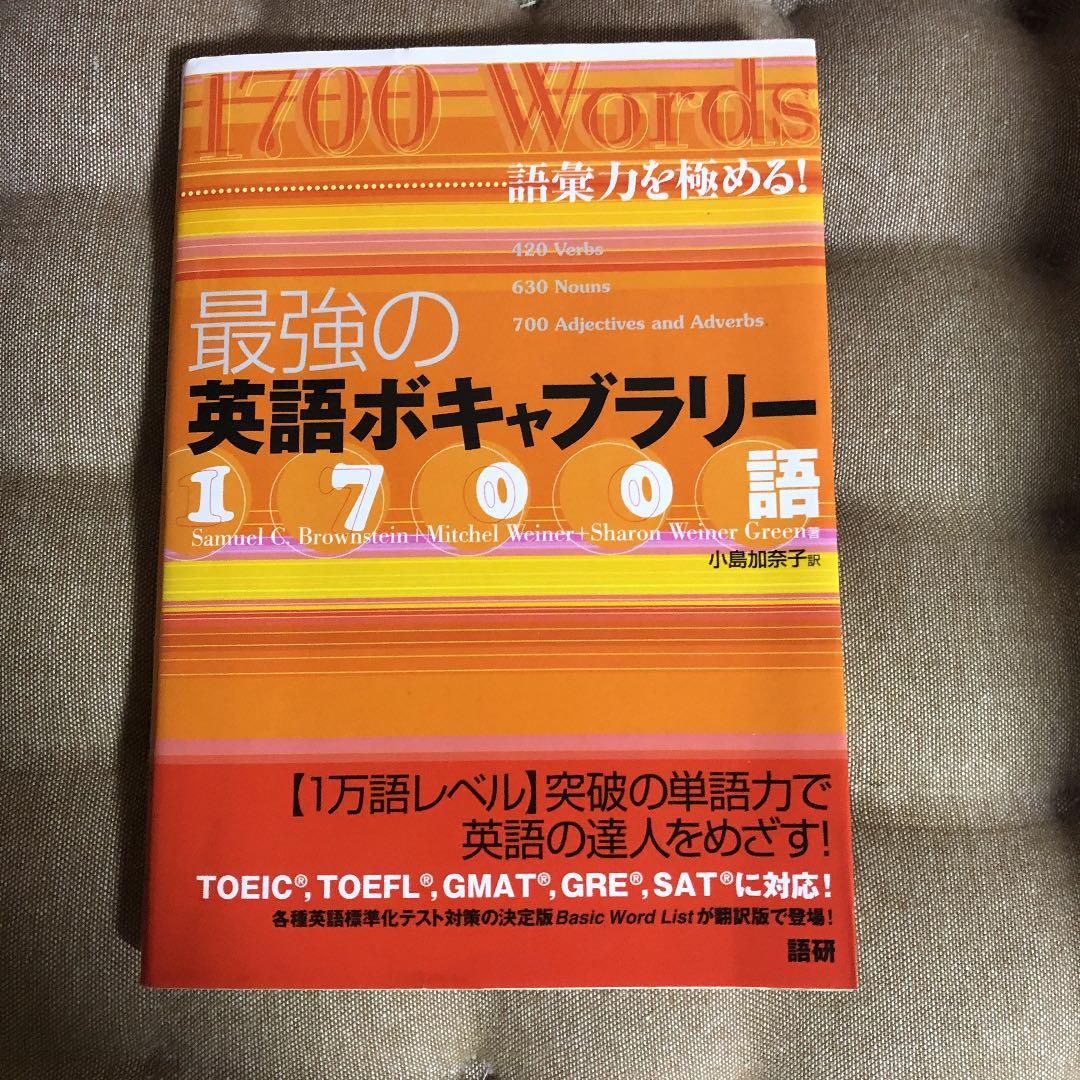 1700 Words
語彙力を極める!
420 Verbs
630 Nouns
700 Adjectives and Adverbs
最強の
英語ボキャブラリー
1700語
Samuel C. Brownstein+Mitchel Weiner+Sharon Weiner Green著
小島加奈子訳
【1万語レベル】突破の単語力で
英語の達人をめざす!
TOEIC®, TOEFL®, GMAT®, GRE®, SAT®に対応!
各種英語標準化テスト対策の決定版Basic Word Listが翻訳版で登場!
語研